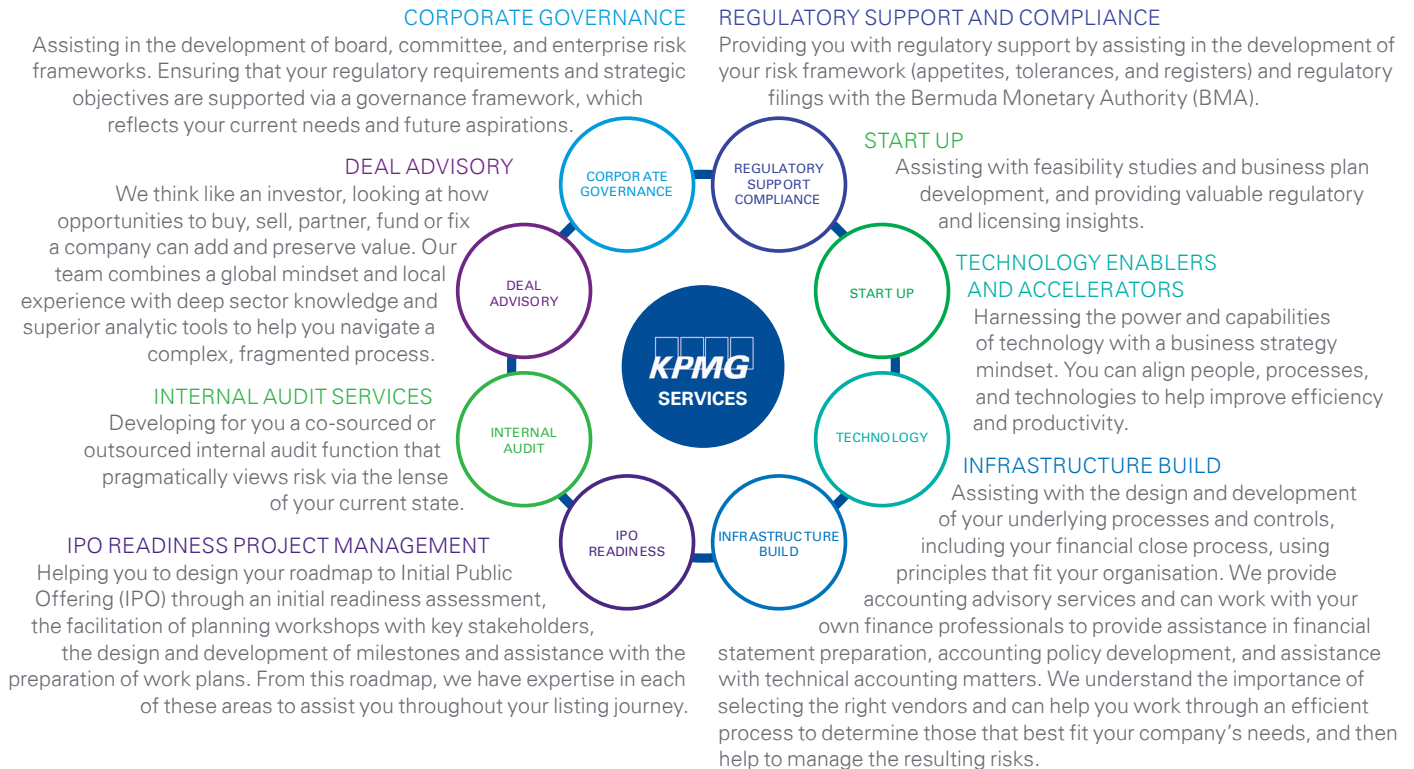 CORPORATE GOVERNANCE
Assisting in the development of board, committee, and enterprise risk
frameworks. Ensuring that your regulatory requirements and strategic
objectives are supported via a governance framework, which
reflects your current needs and future aspirations.
REGULATORY SUPPORT AND COMPLIANCE
Providing you with regulatory support by assisting in the development of
your risk framework (appetites, tolerances, and registers) and regulatory
filings with the Bermuda Monetary Authority (BMA).
DEAL ADVISORY
We think like an investor, looking at how
opportunities to buy, sell, partner, fund or fix
a company can add and preserve value. Our
team combines a global mindset and local
experience with deep sector knowledge and
superior analytic tools to help you navigate a
complex, fragmented process.
START UP
Assisting with feasibility studies and business plan
development, and providing valuable regulatory
and licensing insights.
TECHNOLOGY ENABLERS
AND ACCELERATORS
Harnessing the power and capabilities
of technology with a business strategy
mindset. You can align people, processes,
and technologies to help improve efficiency
and productivity.
INTERNAL AUDIT SERVICES
Developing for you a co-sourced or
outsourced internal audit function that
pragmatically views risk via the lense
of your current state.
INFRASTRUCTURE BUILD
Assisting with the design and development
of your underlying processes and controls,
including your financial close process, using
principles that fit your organisation. We provide
accounting advisory services and can work with your
own finance professionals to provide assistance in financial
statement preparation, accounting policy development, and assistance
with technical accounting matters. We understand the importance of
selecting the right vendors and can help you work through an efficient
process to determine those that best fit your company's needs, and then
help to manage the resulting risks.
IPO READINESS PROJECT MANAGEMENT
Helping you to design your roadmap to Initial Public
Offering (IPO) through an initial readiness assessment,
the facilitation of planning workshops with key stakeholders,
the design and development of milestones and assistance with the
preparation of work plans. From this roadmap, we have expertise in each
of these areas to assist you throughout your listing journey.
CORPORATE
GOVERNANCE
REGULATORY
SUPPORT
COMPLIANCE
DEAL
ADVISORY
START UP
KPMG
SERVICES
INTERNAL
AUDIT
TECHNOLOGY
IPO
READINESS
INFRASTRUCTURE
BUILD